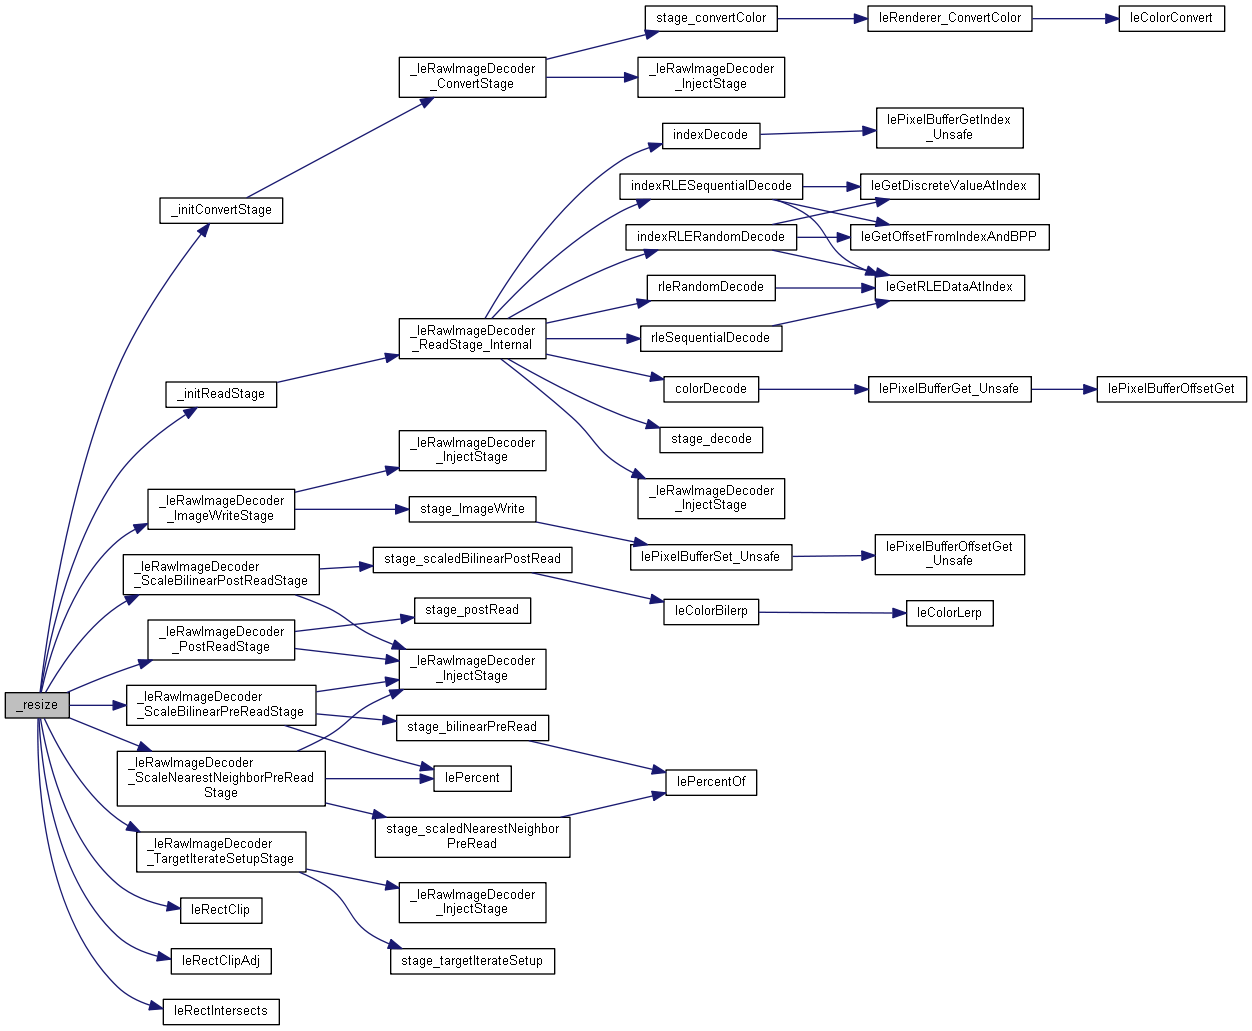 stage_convertColor
leRenderer_ConvertColor
leColorConvert
_leRawImageDecoder
_ConvertStage
_leRawImageDecoder
_InjectStage
indexDecode
lePixelBufferGetIndex
_Unsafe
_initConvertStage
indexRLESequentialDecode
leGetDiscreteValueAtIndex
indexRLERandomDecode
leGetOffsetFromIndexAndBPP
rleRandomDecode
leGetRLEDataAtIndex
_leRawImageDecoder
_ReadStage_Internal
rleSequentialDecode
_initReadStage
colorDecode
lePixelBufferGet_Unsafe
lePixelBufferOffsetGet
stage_decode
_leRawImageDecoder
_InjectStage
_leRawImageDecoder
_InjectStage
_leRawImageDecoder
_ImageWriteStage
stage_ImageWrite
lePixelBufferSet_Unsafe
lePixelBufferOffsetGet
_Unsafe
_leRawImageDecoder
_ScaleBilinearPostReadStage
stage_scaledBilinearPostRead
leColorBilerp
leColorLerp
stage_postRead
_leRawImageDecoder
_PostReadStage
_leRawImageDecoder
_InjectStage
_resize
_leRawImageDecoder
_ScaleBilinearPreReadStage
stage_bilinearPreRead
_leRawImageDecoder
_ScaleNearestNeighborPreRead
Stage
lePercent
lePercentOf
stage_scaledNearestNeighbor
PreRead
_leRawImageDecoder
_TargetIterateSetupStage
_leRawImageDecoder
_InjectStage
leRectClip
stage_targetIterateSetup
leRectClipAdj
leRectIntersects